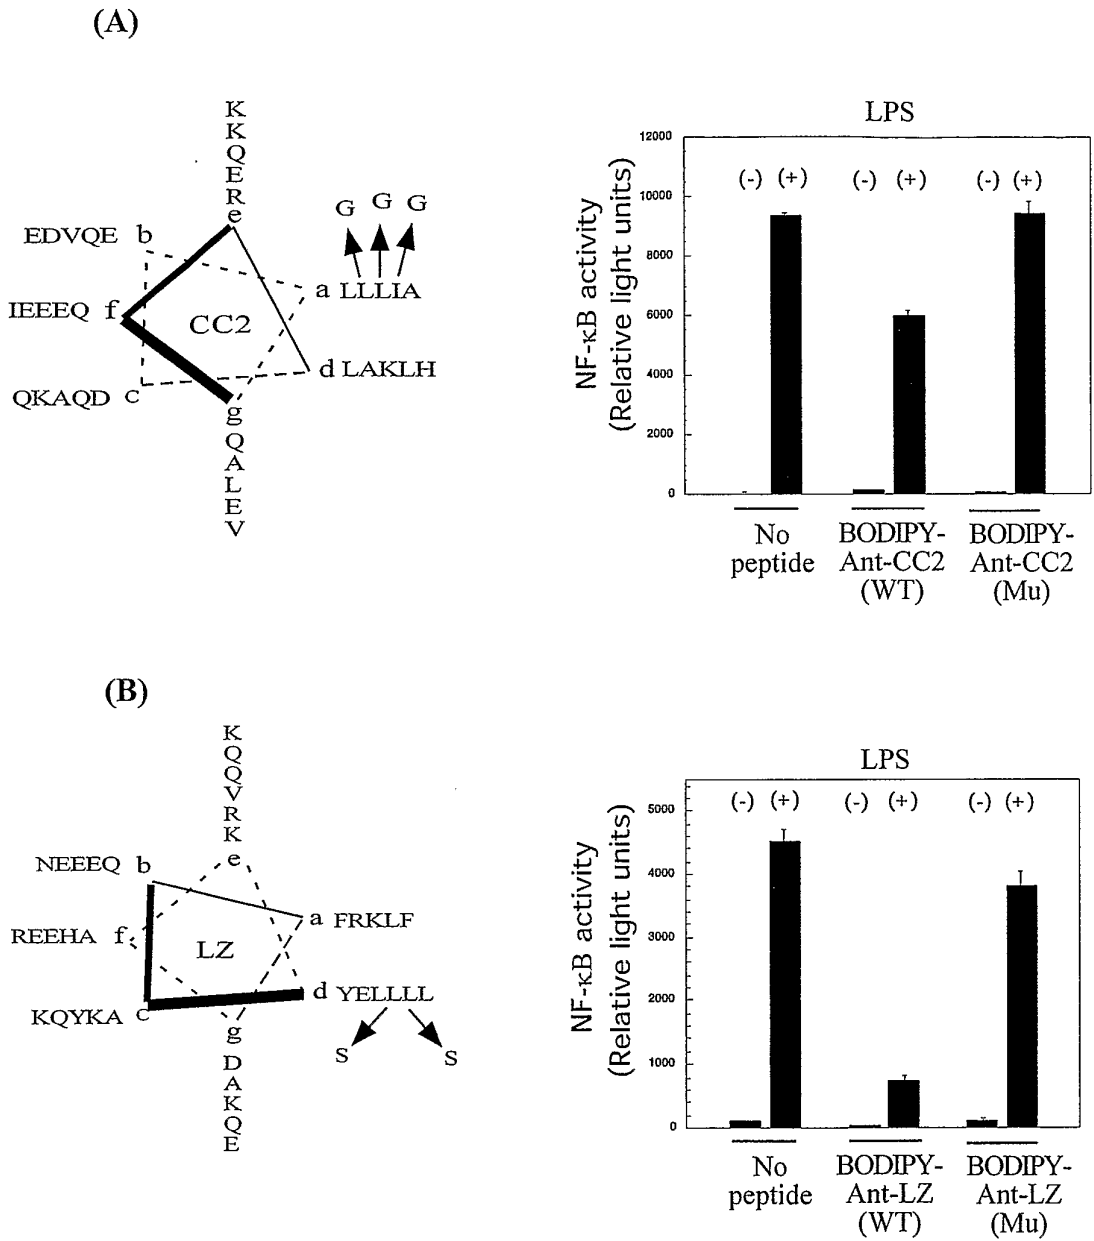 (A)
K
K
Q
E
R
e
EDVQE b
IEEEQ f
QKAQD c
CC2
G G G
a LLLIA
d LAKLH
g
Q
A
L
E
V
LPS
NF-κB activity
(Relative light units)
12000
10000
8000
6000
4000
2000
0
(-) (+) (-) (+) (-) (+)
No
peptide
BODIPY-
Ant-CC2
(WT)
BODIPY-
Ant-CC2
(Mu)
(B)
K
Q
Q
V
R
K
e
NEEEQ b
REEHA f
KQYKA c
LZ
a FRKLF
d YELLLL
S S
g
D
A
K
Q
E
LPS
NF-κB activity
(Relative light units)
5000
4000
3000
2000
1000
0
(-) (+) (-) (+) (-) (+)
No
peptide
BODIPY-
Ant-LZ
(WT)
BODIPY-
Ant-LZ
(Mu)